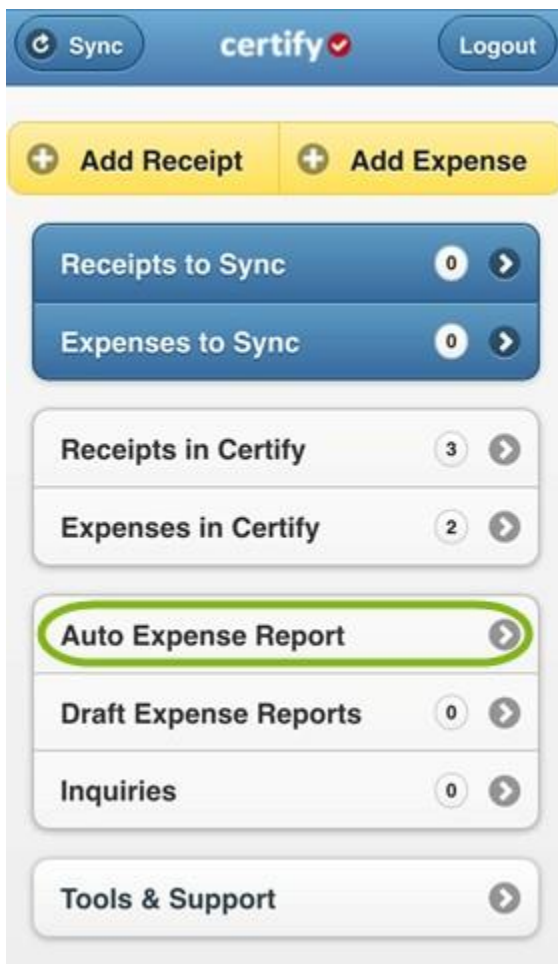 Sync certify Logout
Add Receipt Add Expense
Receipts to Sync 0
Expenses to Sync 0
Receipts in Certify 3
Expenses in Certify 2
Auto Expense Report
Draft Expense Reports 0
Inquiries 0
Tools & Support